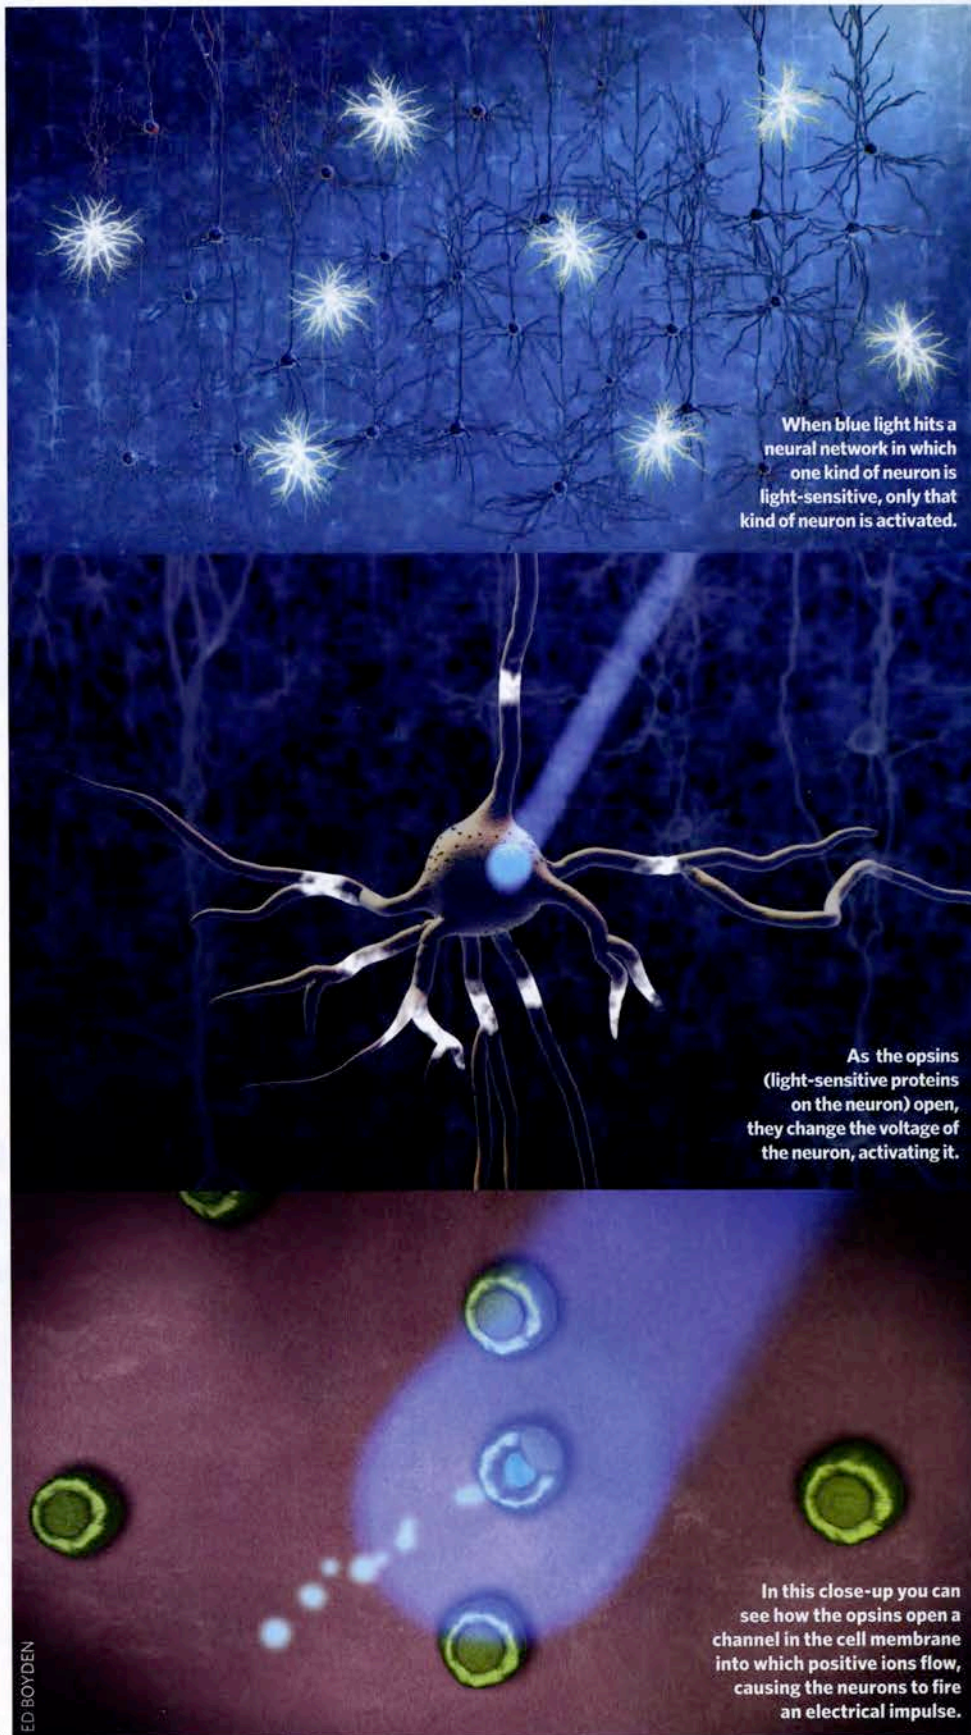 When blue light hits a
neural network in which
one kind of neuron is
light-sensitive, only that
kind of neuron is activated.
As the opsins
(light-sensitive proteins
on the neuron) open,
they change the voltage of
the neuron, activating it.
In this close-up you can
see how the opsins open a
channel in the cell membrane
into which positive ions flow,
causing the neurons to fire
an electrical impulse.
ED BOYDEN